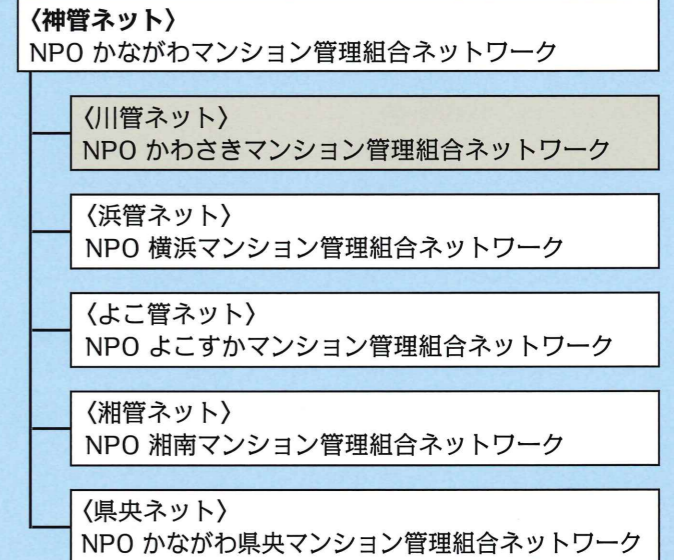 〈神管ネット〉
NPO かながわマンション管理組合ネットワーク
〈川管ネット〉
NPO かわさきマンション管理組合ネットワーク
〈浜管ネット〉
NPO 横浜マンション管理組合ネットワーク
〈よこ管ネット〉
NPO よこすかマンション管理組合ネットワーク
〈湘管ネット〉
NPO 湘南マンション管理組合ネットワーク
〈県央ネット〉
NPO かながわ県央マンション管理組合ネットワーク